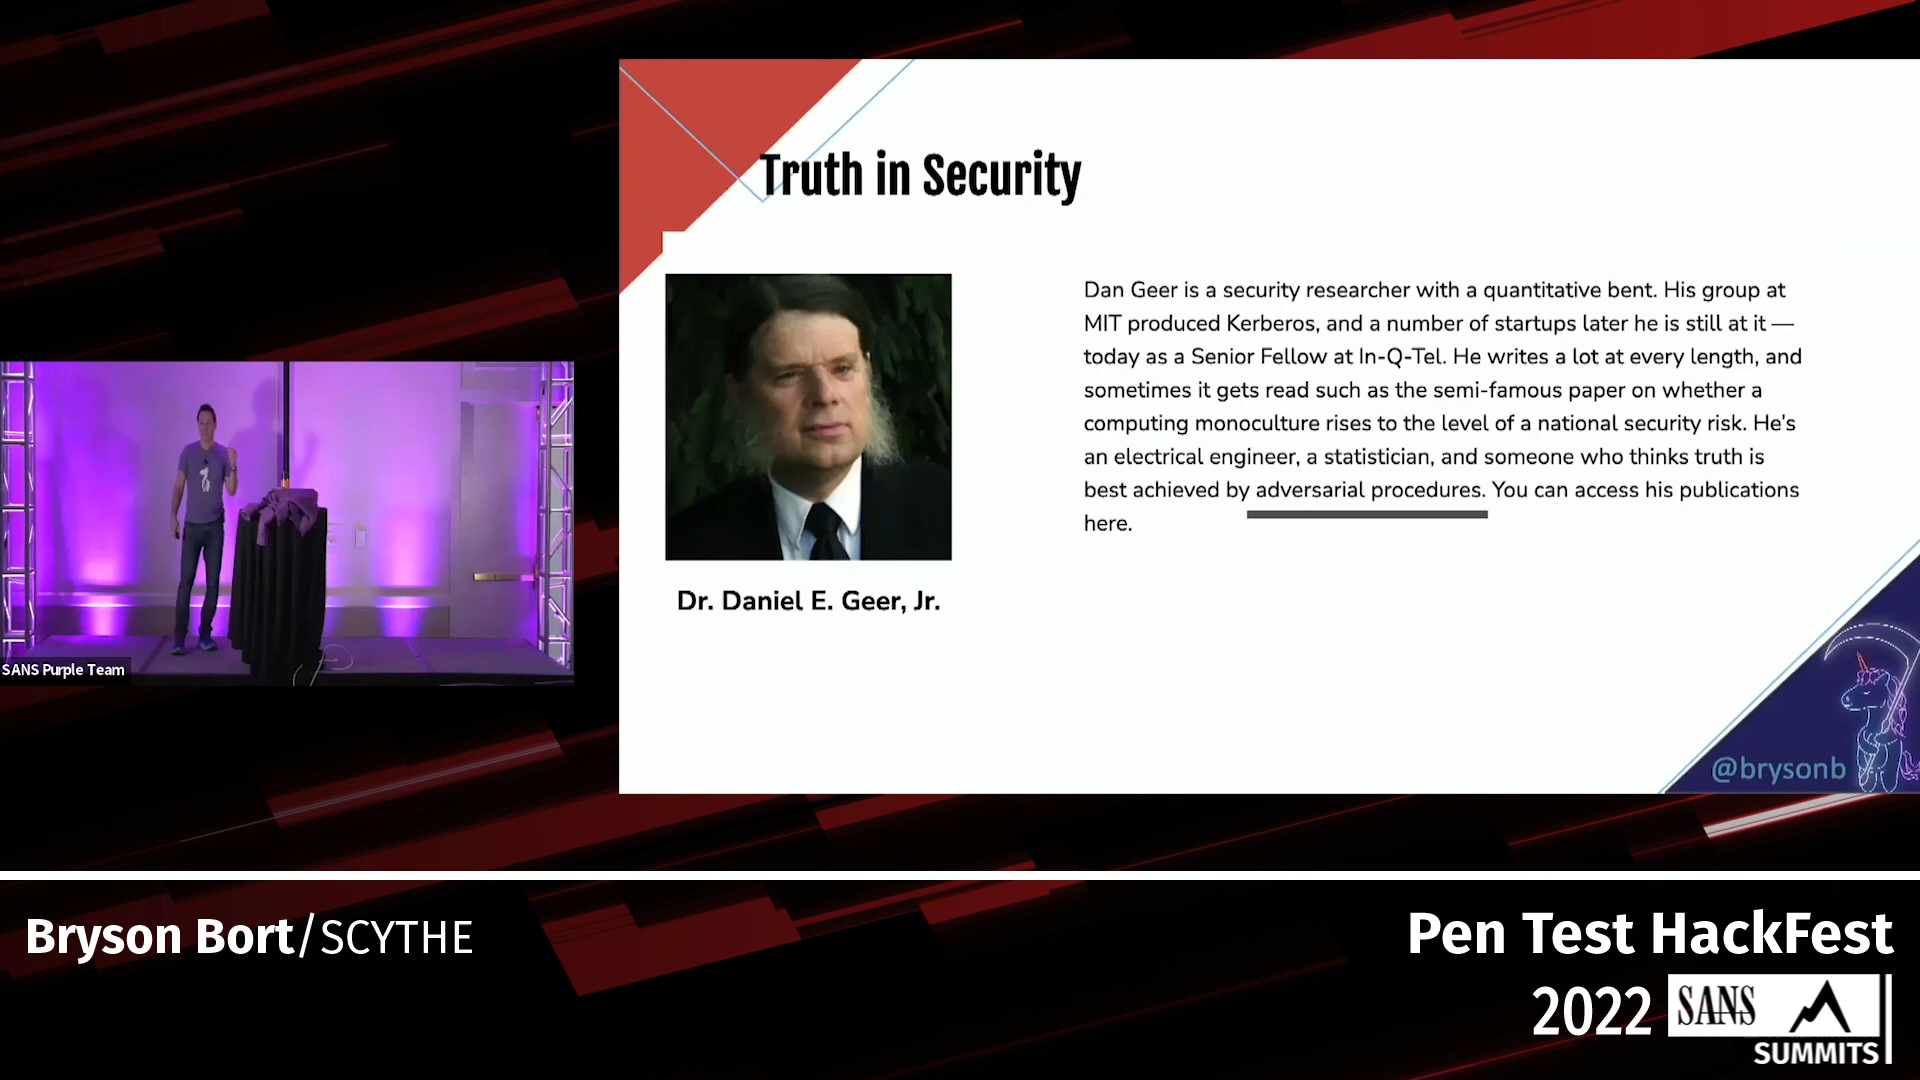 Truth in Security
Dan Geer is a security researcher with a quantitative bent. His group at
MIT produced Kerberos, and a number of startups later he is still at it —
today as a Senior Fellow at In-Q-Tel. He writes a lot at every length, and
sometimes it gets read such as the semi-famous paper on whether a
computing monoculture rises to the level of a national security risk. He's
an electrical engineer, a statistician, and someone who thinks truth is
best achieved by adversarial procedures. You can access his publications
here.
Dr. Daniel E. Geer, Jr.
@brysonb
SANS Purple Team
Bryson Bort/SCYTHE
Pen Test HackFest
2022
SANS
SUMMITS